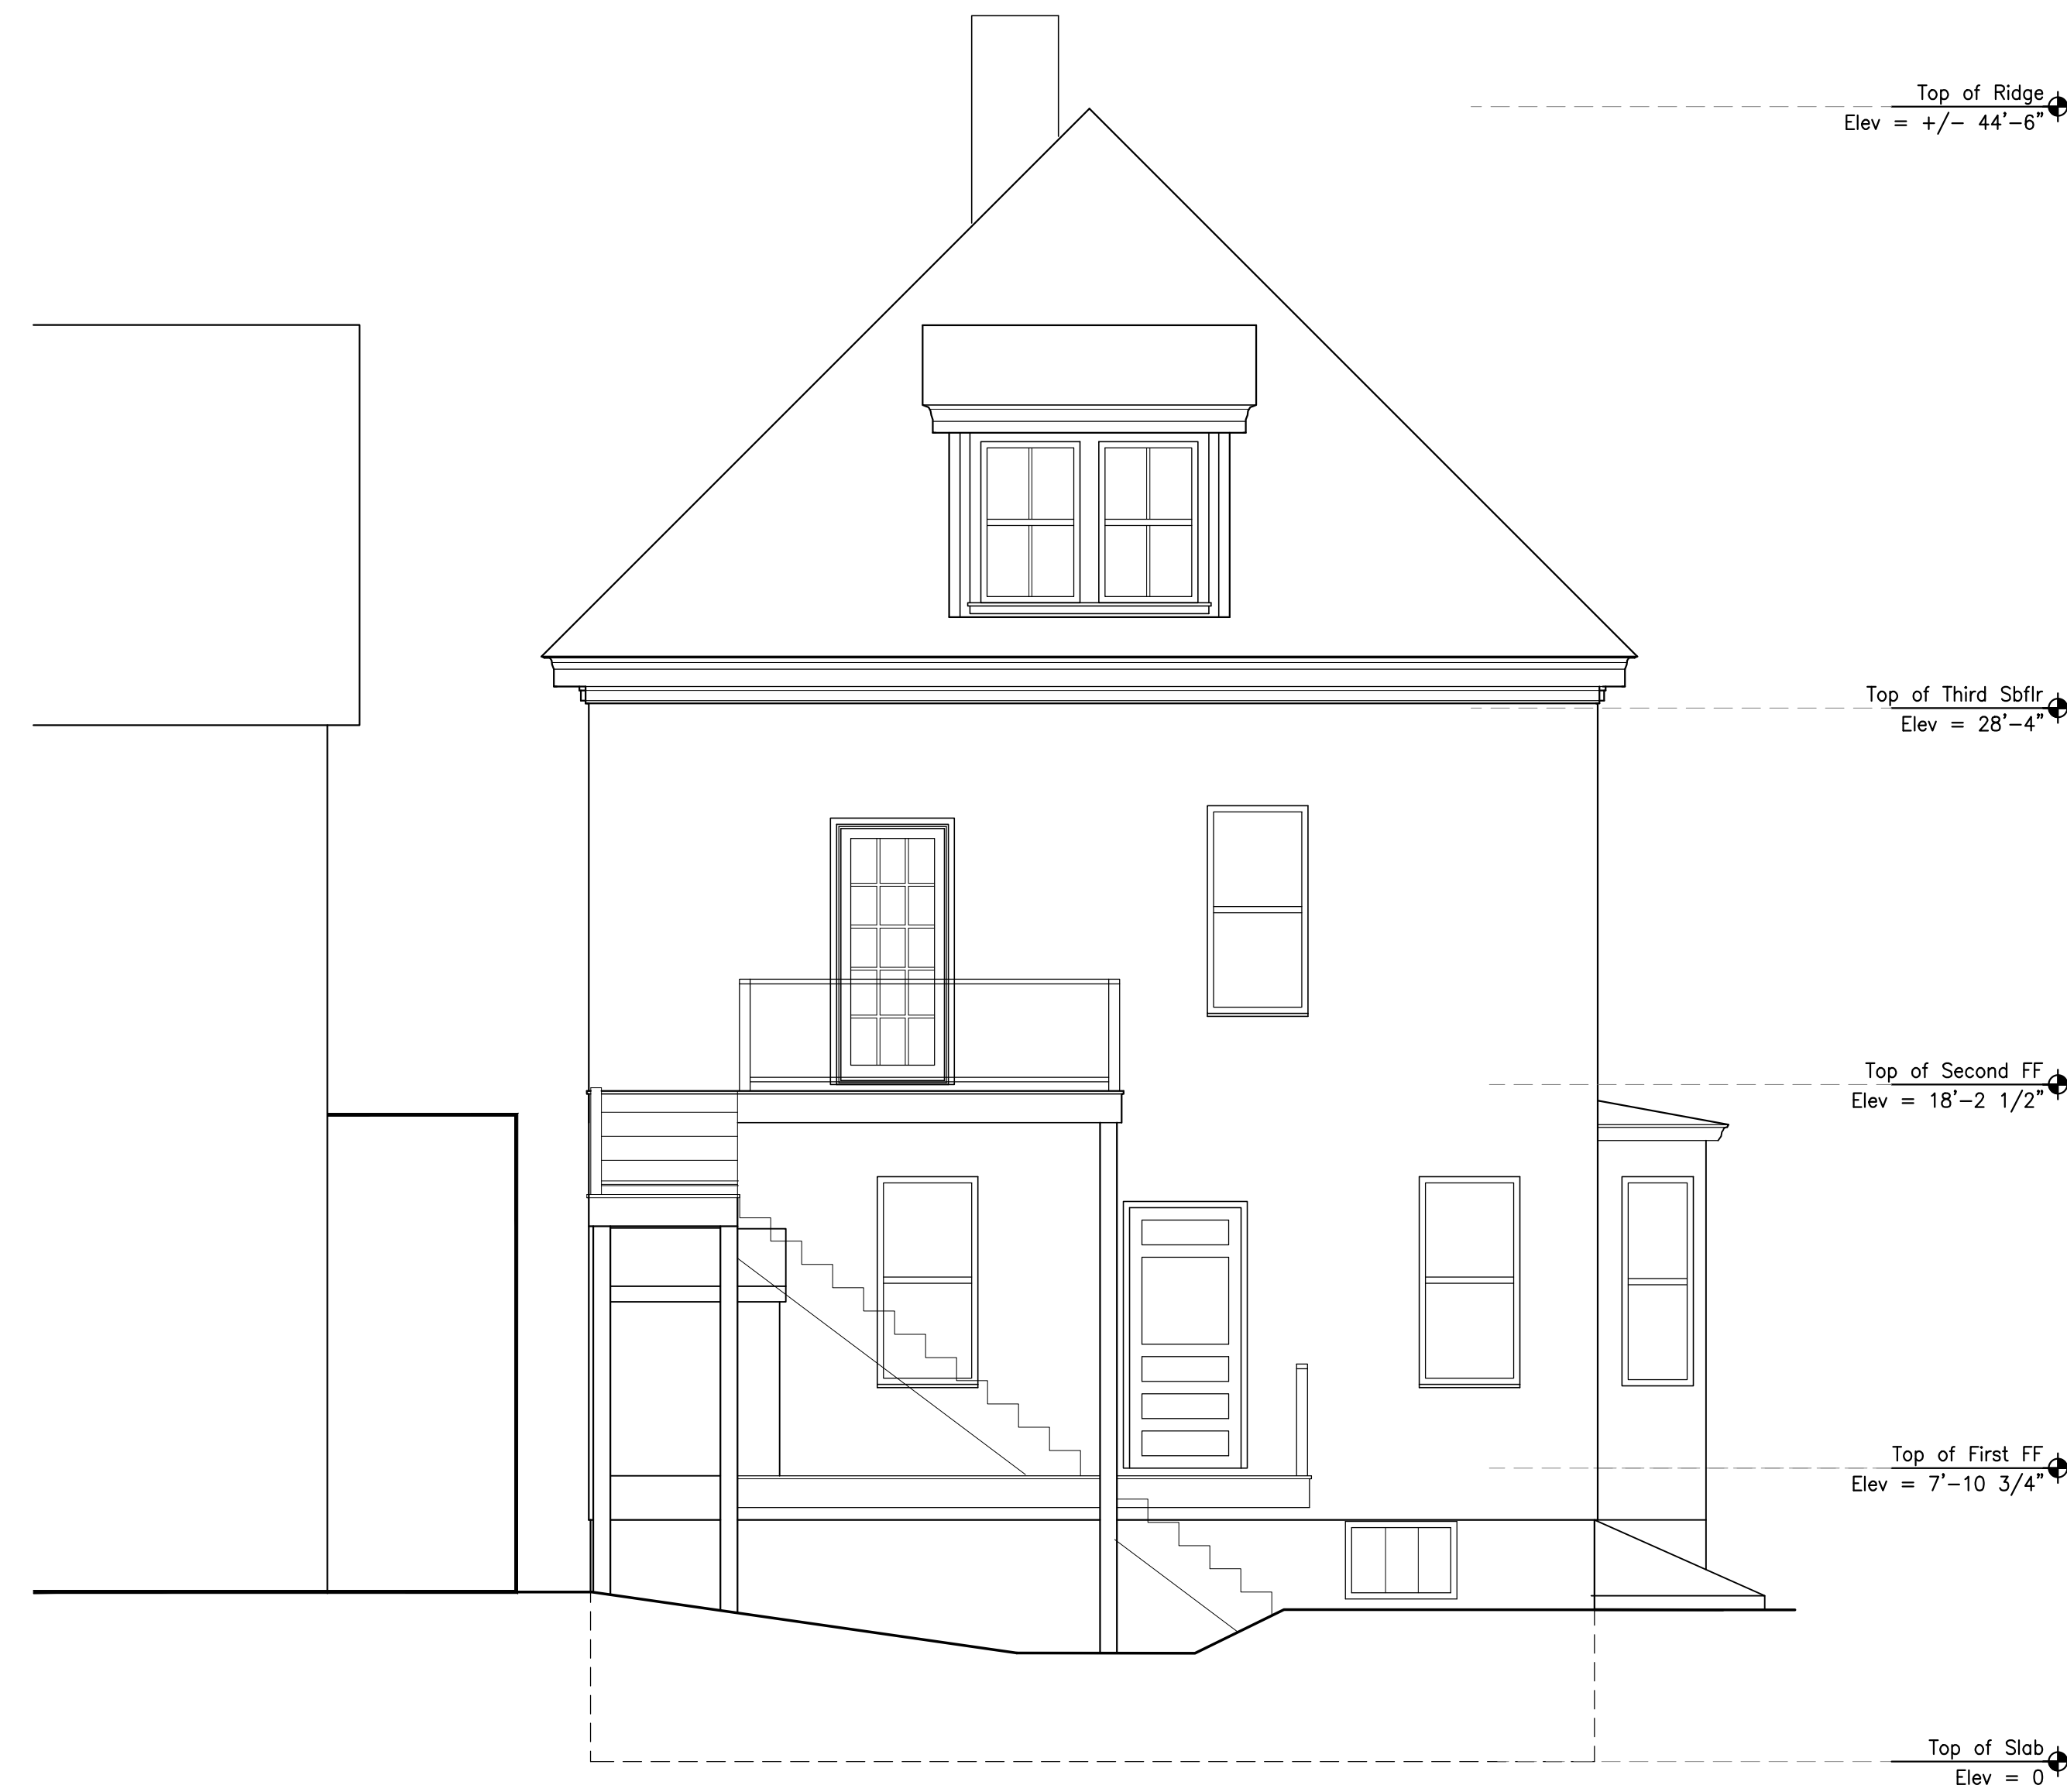 Top of Ridge
Elev = +/- 44'-6"
Top of Third Sbflr
Elev = 28'-4"
Top of Second FF
Elev = 18'-2 1/2"
Top of First FF
Elev = 7'-10 3/4"
Top of Slab
Elev = 0